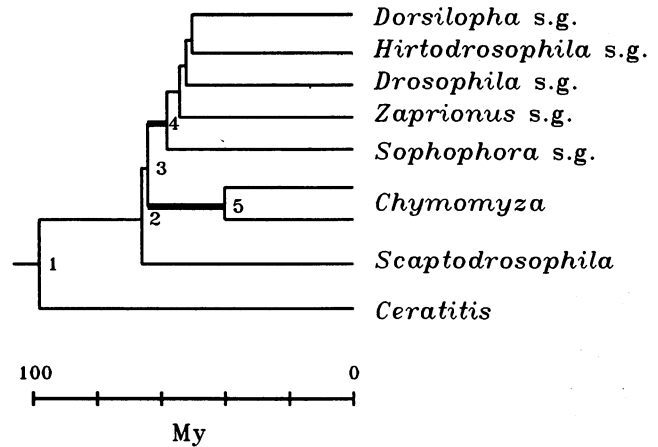 Dorsilopha s.g.
Hirtodrosophila s.g.
Drosophila s.g.
Zaprionus s.g.
4
Sophophora s.g.
3
Chymomyza
5
2
Scaptodrosophila
1
Ceratitis
100 0
My